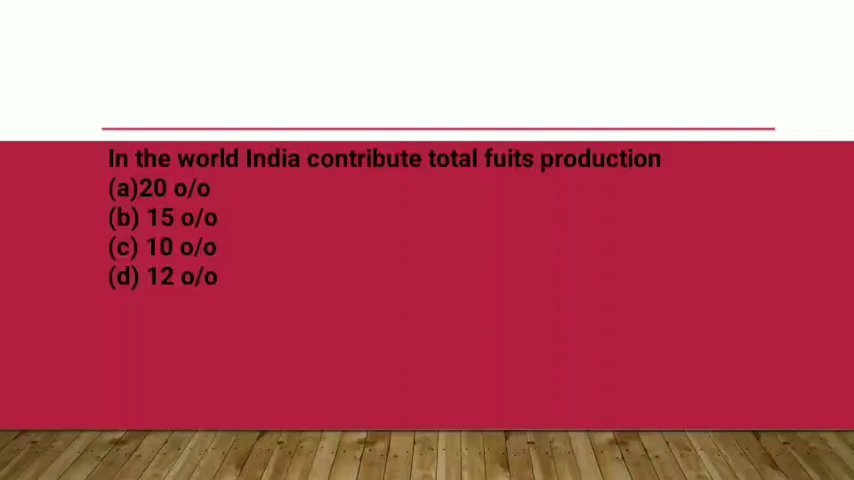 In the world India contribute total fuits production
(a)20 o/o
(b) 15 o/o
(c) 10 o/o
(d) 12 o/o